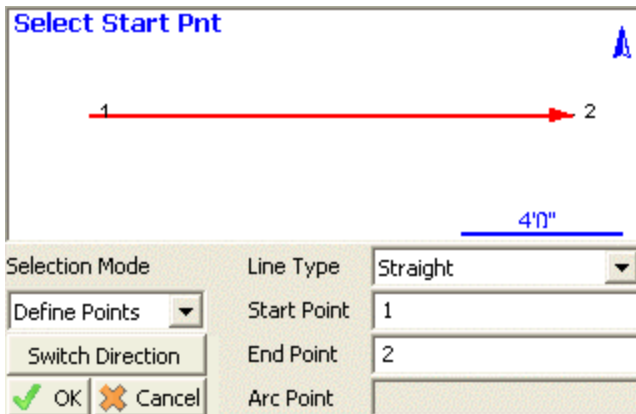 Select Start Pnt
1 2
4'0"
Selection Mode Line Type Straight
Define Points Start Point 1
Switch Direction End Point 2
OK Cancel Arc Point